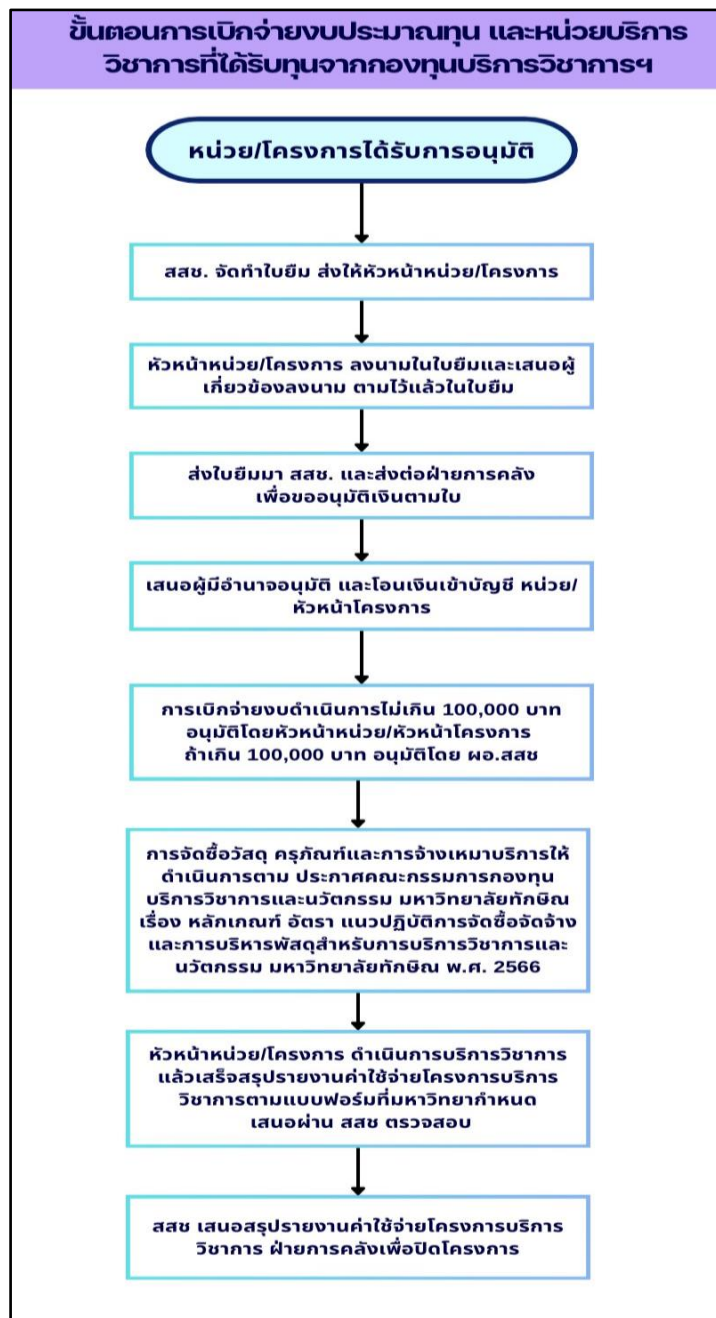 ขั้นตอนการเบิกจ่ายงบประมาณทุน และหน่วยบริการ
วิชาการที่ได้รับทุนจากกองทุนบริการวิชาการฯ
หน่วย/โครงการได้รับการอนุมัติ
สสช. จัดทำใบยืม ส่งให้หัวหน้าหน่วย/โครงการ
หัวหน้าหน่วย/โครงการ ลงนามในใบยืมและเสนอผู้
เกี่ยวข้องลงนาม ตามไว้แล้วในใบยืม
ส่งใบยืมมา สสช. และส่งต่อฝ่ายการคลัง
เพื่อขออนุมัติเงินตามใบ
เสนอผู้มีอำนาจอนุมัติ และโอนเงินเข้าบัญชี หน่วย/
หัวหน้าโครงการ
การเบิกจ่ายงบดำเนินการไม่เกิน 100,000 บาท
อนุมัติโดยหัวหน้าหน่วย/หัวหน้าโครงการ
ถ้าเกิน 100,000 บาท อนุมัติโดย ผอ.สสช
การจัดซื้อวัสดุ ครุภัณฑ์และการจ้างเหมาบริการให้
ดำเนินการตาม ประกาศคณะกรรมการกองทุน
บริการวิชาการและนวัตกรรม มหาวิทยาลัยทักษิณ
เรื่อง หลักเกณฑ์ อัตรา แนวปฏิบัติการจัดซื้อจัดจ้าง
และการบริหารพัสดุสำหรับการบริการวิชาการและ
นวัตกรรม มหาวิทยาลัยทักษิณ พ.ศ. 2566
หัวหน้าหน่วย/โครงการ ดำเนินการบริการวิชาการ
แล้วเสร็จสรุปรายงานค่าใช้จ่ายโครงการบริการ
วิชาการตามแบบฟอร์มที่มหาวิทยากำหนด
เสนอผ่าน สสช ตรวจสอบ
สสช เสนอสรุปรายงานค่าใช้จ่ายโครงการบริการ
วิชาการ ฝ่ายการคลังเพื่อปิดโครงการ